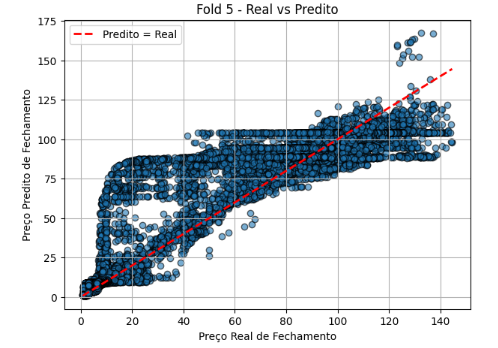 Fold 5 - Real vs Predito
Predito = Real
Preço Predito de Fechamento
175
150
125
100
75
50
25
0
0 20 40 60 80 100 120 140
Preço Real de Fechamento